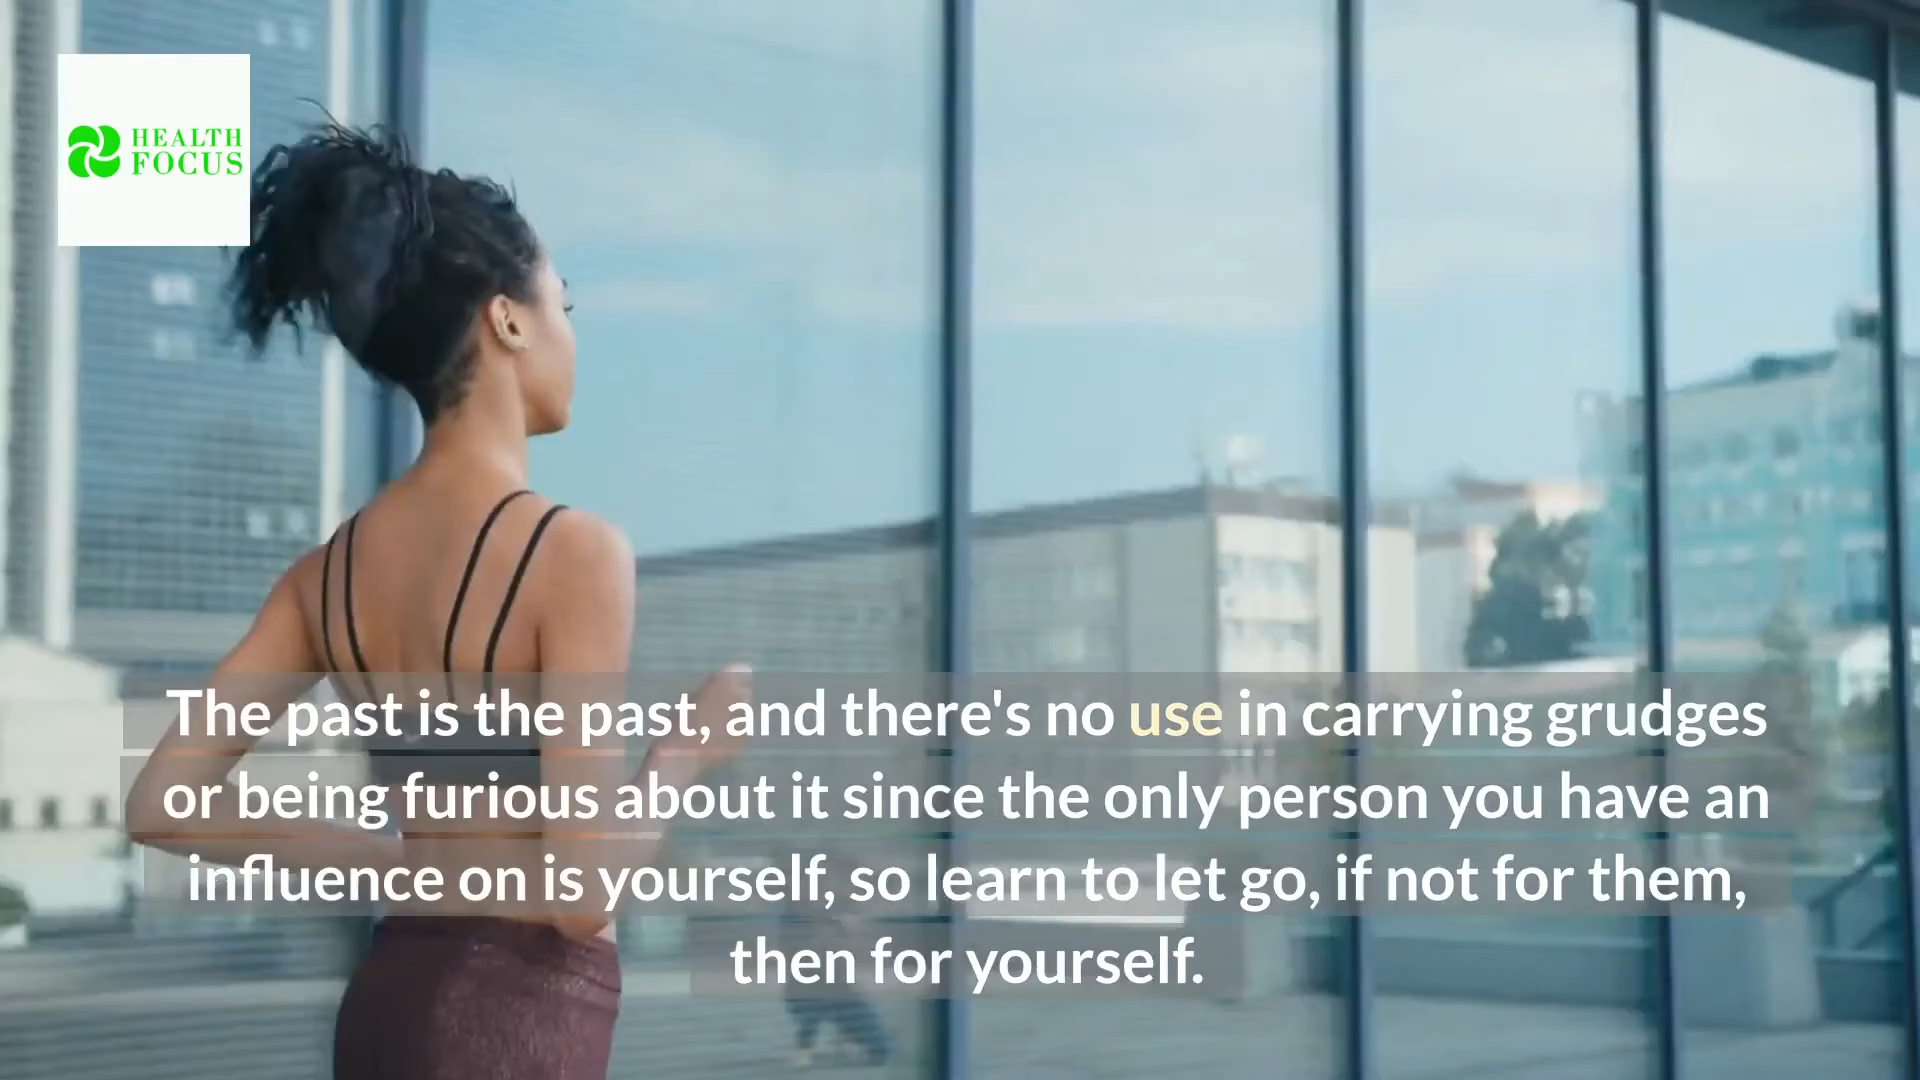 HEALTH
FOCUS
The past is the past, and there's no use in carrying grudges
or being furious about it since the only person you have an
influence on is yourself, so learn to let go, if not for them,
then for yourself.